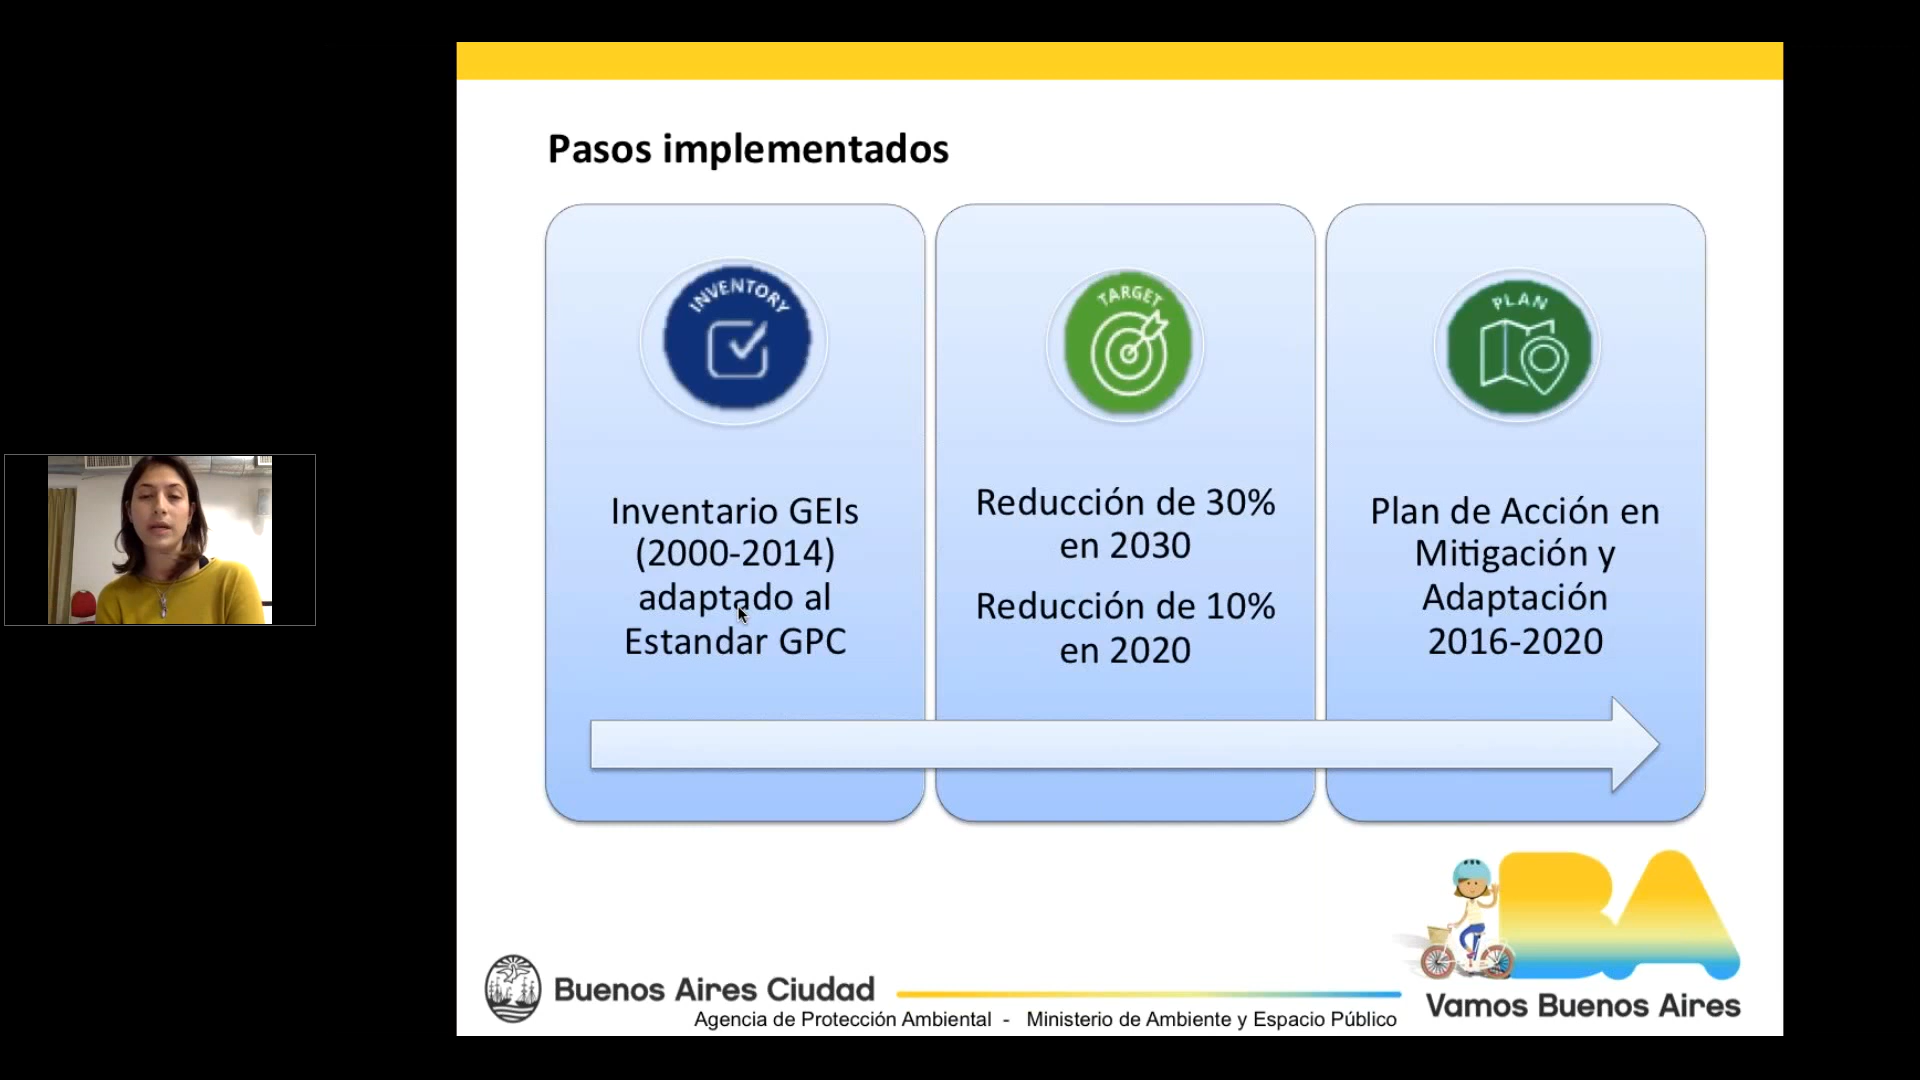 Pasos implementados
INVENTORY
Inventario GEIs
(2000-2014)
adaptado al
Estandar GPC
TARGET
Reducción de 30%
en 2030
Reducción de 10%
en 2020
PLAN
Plan de Acción en
Mitigación y
Adaptación
2016-2020
BA
Buenos Aires Ciudad
Vamos Buenos Aires
Agencia de Protección Ambiental - Ministerio de Ambiente y Espacio Público